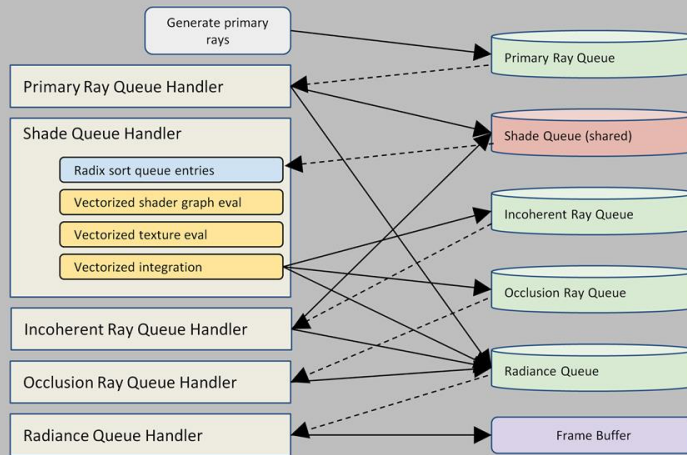 Generate primary
rays
Primary Ray Queue Handler
Shade Queue Handler
Radix sort queue entries
Vectorized shader graph eval
Vectorized texture eval
Vectorized integration
Incoherent Ray Queue Handler
Occlusion Ray Queue Handler
Radiance Queue Handler
Primary Ray Queue
Shade Queue (shared)
Incoherent Ray Queue
Occlusion Ray Queue
Radiance Queue
Frame Buffer